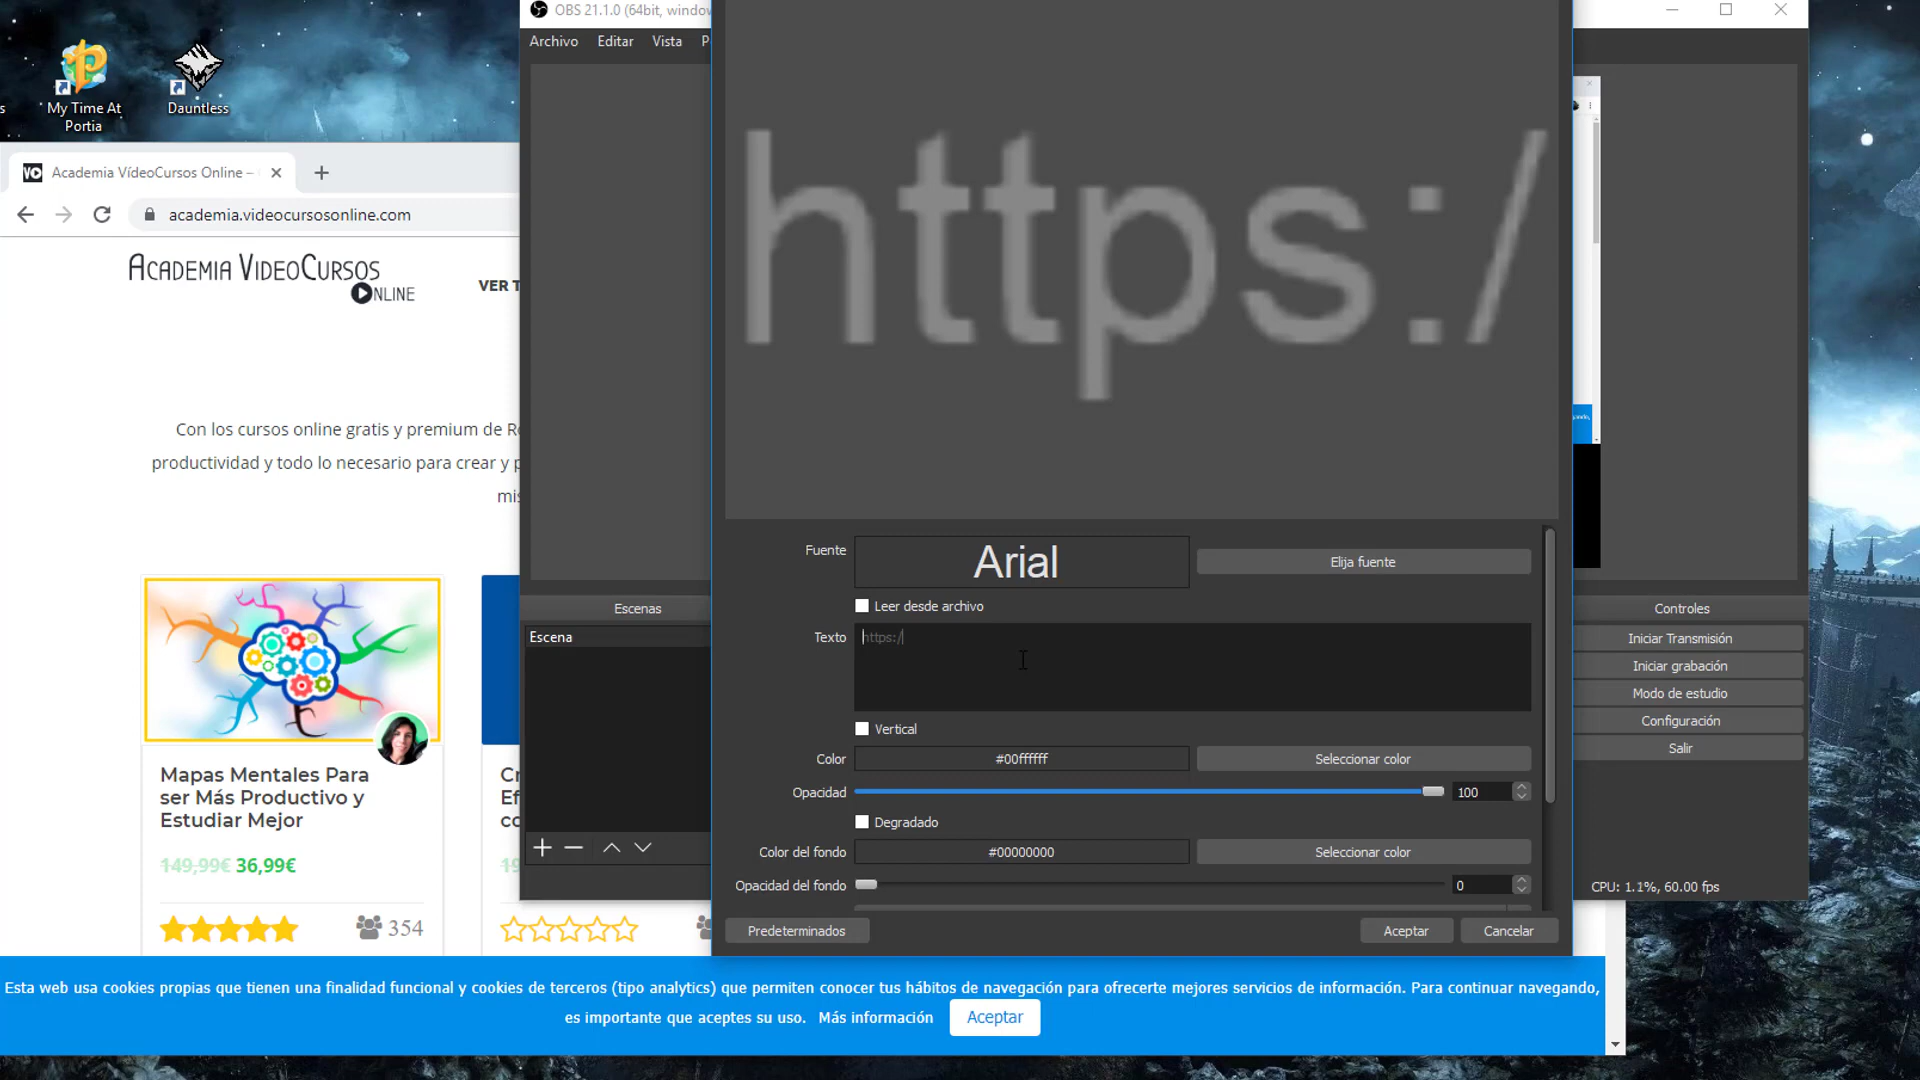 My Time At
Portia
Dauntless
OBS 21.1.0 (64bit, window
Archivo Editar Vista P
Academia VídeoCursos Online –
academia.videocursosonline.com
ACADEMIA VIDEOCURSOS
ONLINE
VER T
Con los cursos online gratis y premium de R
productividad y todo lo necesario para crear y p
mis
Mapas Mentales Para
ser Más Productivo y
Estudiar Mejor
149,99€ 36,99€
354
Cr
Ef
co
19
https:/
Fuente
Arial
Elija fuente
Leer desde archivo
Texto
https:/
Vertical
Color
#00ffffff
Seleccionar color
Opacidad
100
Degradado
Color del fondo
#00000000
Seleccionar color
Opacidad del fondo
0
Predeterminados
Aceptar
Cancelar
Escenas
Escena
Controles
Iniciar Transmisión
Iniciar grabación
Modo de estudio
Configuración
Salir
CPU: 1.1%, 60.00 fps
Esta web usa cookies propias que tienen una finalidad funcional y cookies de terceros (tipo analytics) que permiten conocer tus hábitos de navegación para ofrecerte mejores servicios de información. Para continuar navegando,
es importante que aceptes su uso. Más información Aceptar